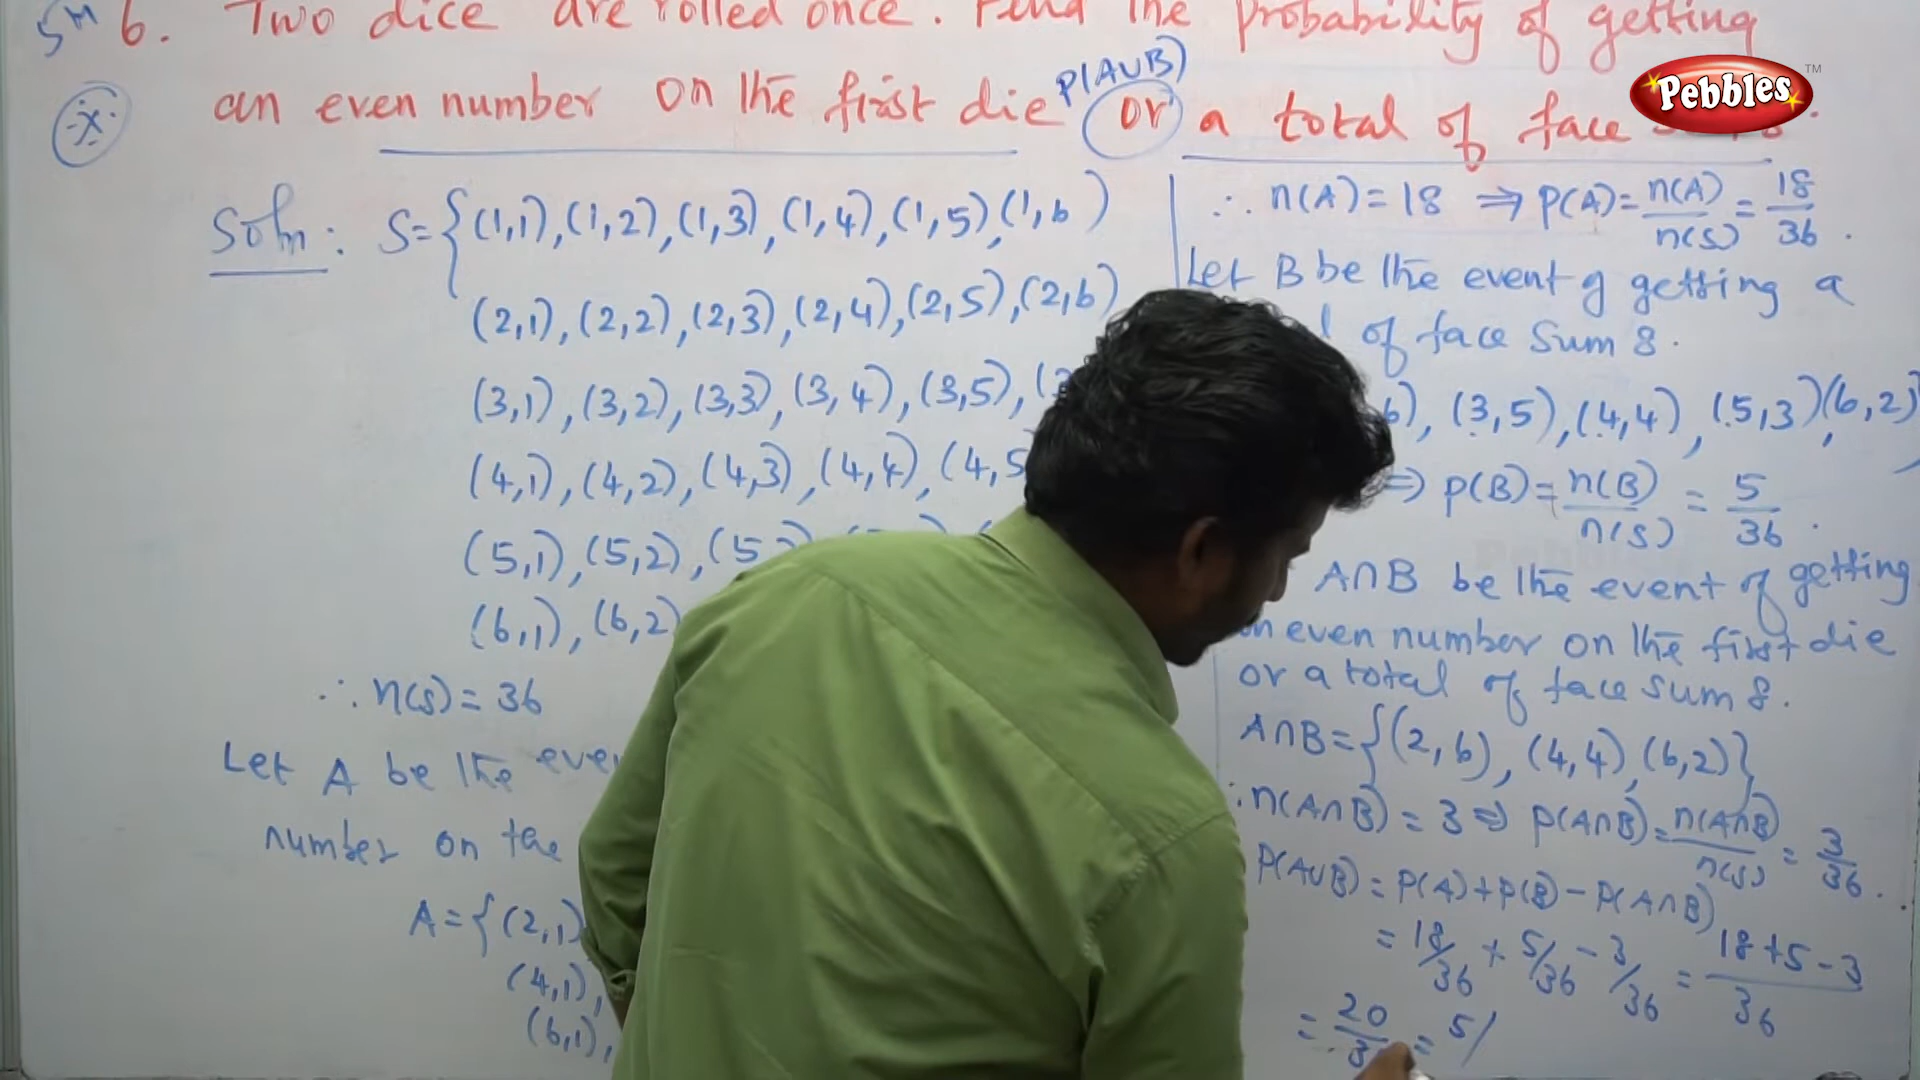 5M 6. Two dice are rolled once. Find the probability of getting
an even number on the first die or a total of face
P(A∪B)
Pebbles™
Soln: S={(1,1),(1,2),(1,3),(1,4),(1,5),(1,6)
(2,1),(2,2),(2,3),(2,4),(2,5),(2,6)
(3,1),(3,2),(3,3),(3,4),(3,5),
(4,1),(4,2),(4,3),(4,4),(4,5
(5,1),(5,2),
(6,1),(6,2)
∴ n(s)=36
Let A be the
number on the
A={(2,1)
(4,1),
(6,1),
∴ n(A)=18 ⇒ P(A)=n(A)/n(s)=18/36.
Let B be the event of getting a
of face Sum 8.
6),(3,5),(4,4),(5,3)(6,2)}
⇒ P(B)=n(B)/n(s)=5/36.
A∩B be the event of getting
an even number on the first die
or a total of face sum 8.
A∩B={(2,6),(4,4),(6,2)}
∴n(A∩B)=3⇒ P(A∩B)=n(A∩B)/n(s)=3/36.
P(A∪B)=P(A)+P(B)-P(A∩B)
=18/36+5/36-3/36=18+5-3/36
=20/3 =5/